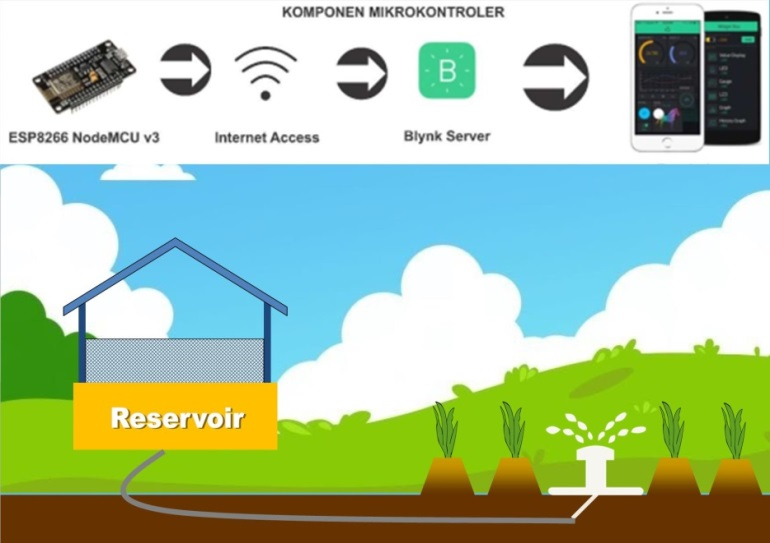 KOMPONEN MIKROKONTROLER
B
ESP8266 NodeMCU v3
Internet Access
Blynk Server
Reservoir